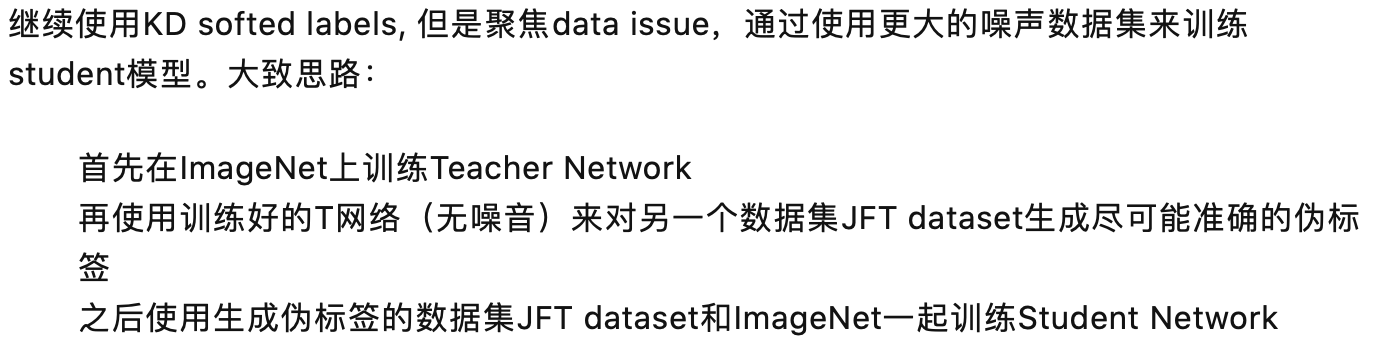 继续使用KD softed labels, 但是聚焦data issue，通过使用更大的噪声数据集来训练
student模型。大致思路：
首先在ImageNet上训练Teacher Network
再使用训练好的T网络（无噪音）来对另一个数据集JFT dataset生成尽可能准确的伪标
签
之后使用生成伪标签的数据集JFT dataset和ImageNet一起训练Student Network